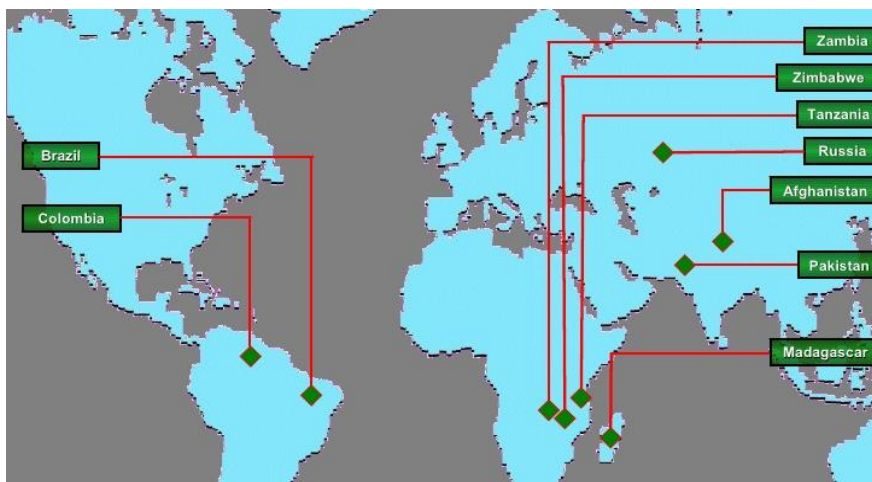 Zambia
Zimbabwe
Tanzania
Brazil
Russia
Afghanistan
Colombia
Pakistan
Madagascar